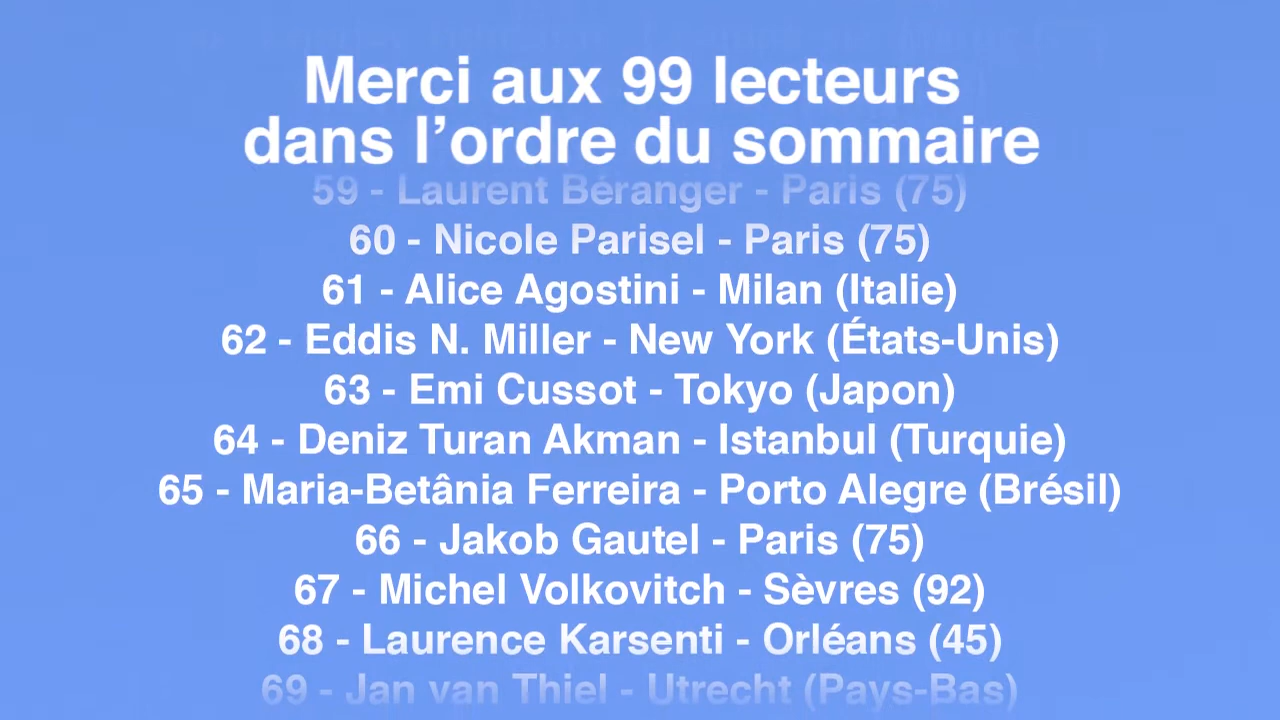 Merci aux 99 lecteurs
dans l’ordre du sommaire
59 - Laurent Béranger - Paris (75)
60 - Nicole Parisel - Paris (75)
61 - Alice Agostini - Milan (Italie)
62 - Eddis N. Miller - New York (États-Unis)
63 - Emi Cussot - Tokyo (Japon)
64 - Deniz Turan Akman - Istanbul (Turquie)
65 - Maria-Betânia Ferreira - Porto Alegre (Brésil)
66 - Jakob Gautel - Paris (75)
67 - Michel Volkovitch - Sèvres (92)
68 - Laurence Karsenti - Orléans (45)
69 - Jan van Thiel - Utrecht (Pays-Bas)